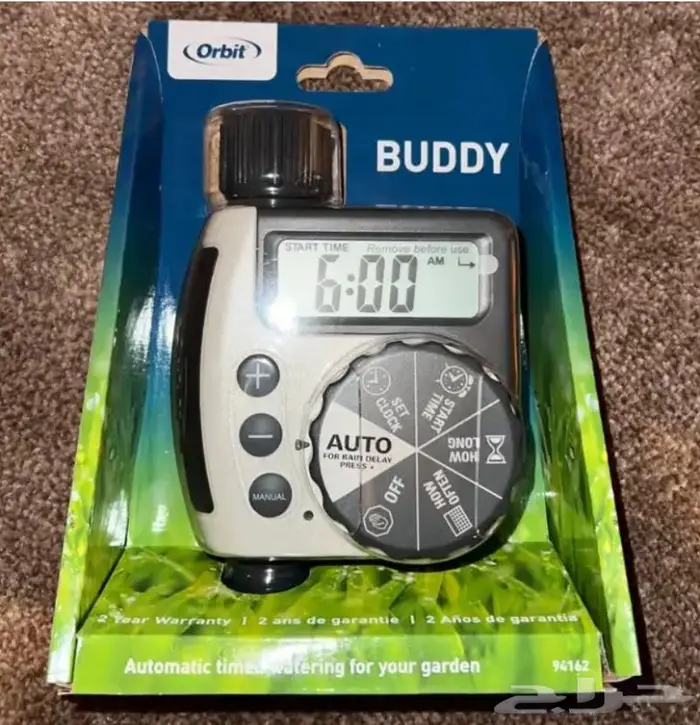 Orbit
BUDDY
START TIME Remove before use
6:00 AM
SET CLOCK
START TIME
HOW LONG
HOW OFTEN
OFF
AUTO
FOR RAIN DELAY
PRESS +
+
−
MANUAL
2 Year Warranty | 2 ans de garantie | 2 Años de garantia
Automatic timed watering for your garden
94162
حراج